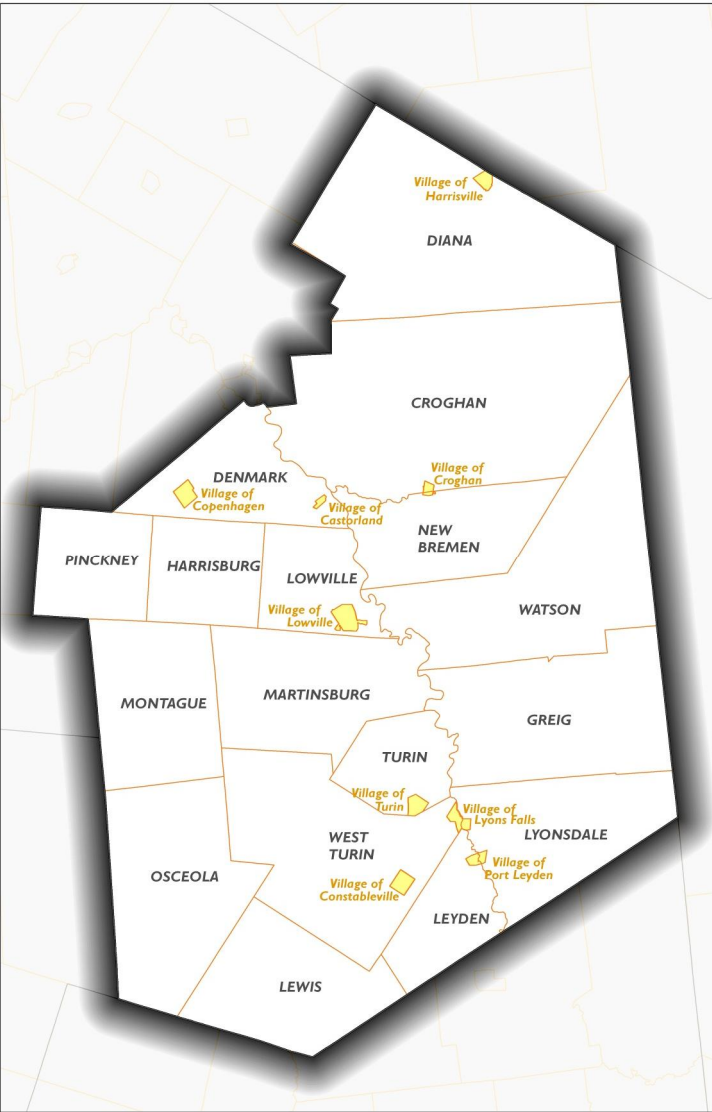 Village of
Harrisville
DIANA
CROGHAN
Village of
Croghan
DENMARK
Village of
Copenhagen
Village of
Castorland
NEW
BREMEN
PINCKNEY
HARRISBURG
LOWVILLE
Village of
Lowville
WATSON
MONTAGUE
MARTINSBURG
GREIG
TURIN
Village of
Turin
Village of
Lyons Falls
LYONSDALE
WEST
TURIN
Village of
Port Leyden
OSCEOLA
Village of
Constableville
LEYDEN
LEWIS